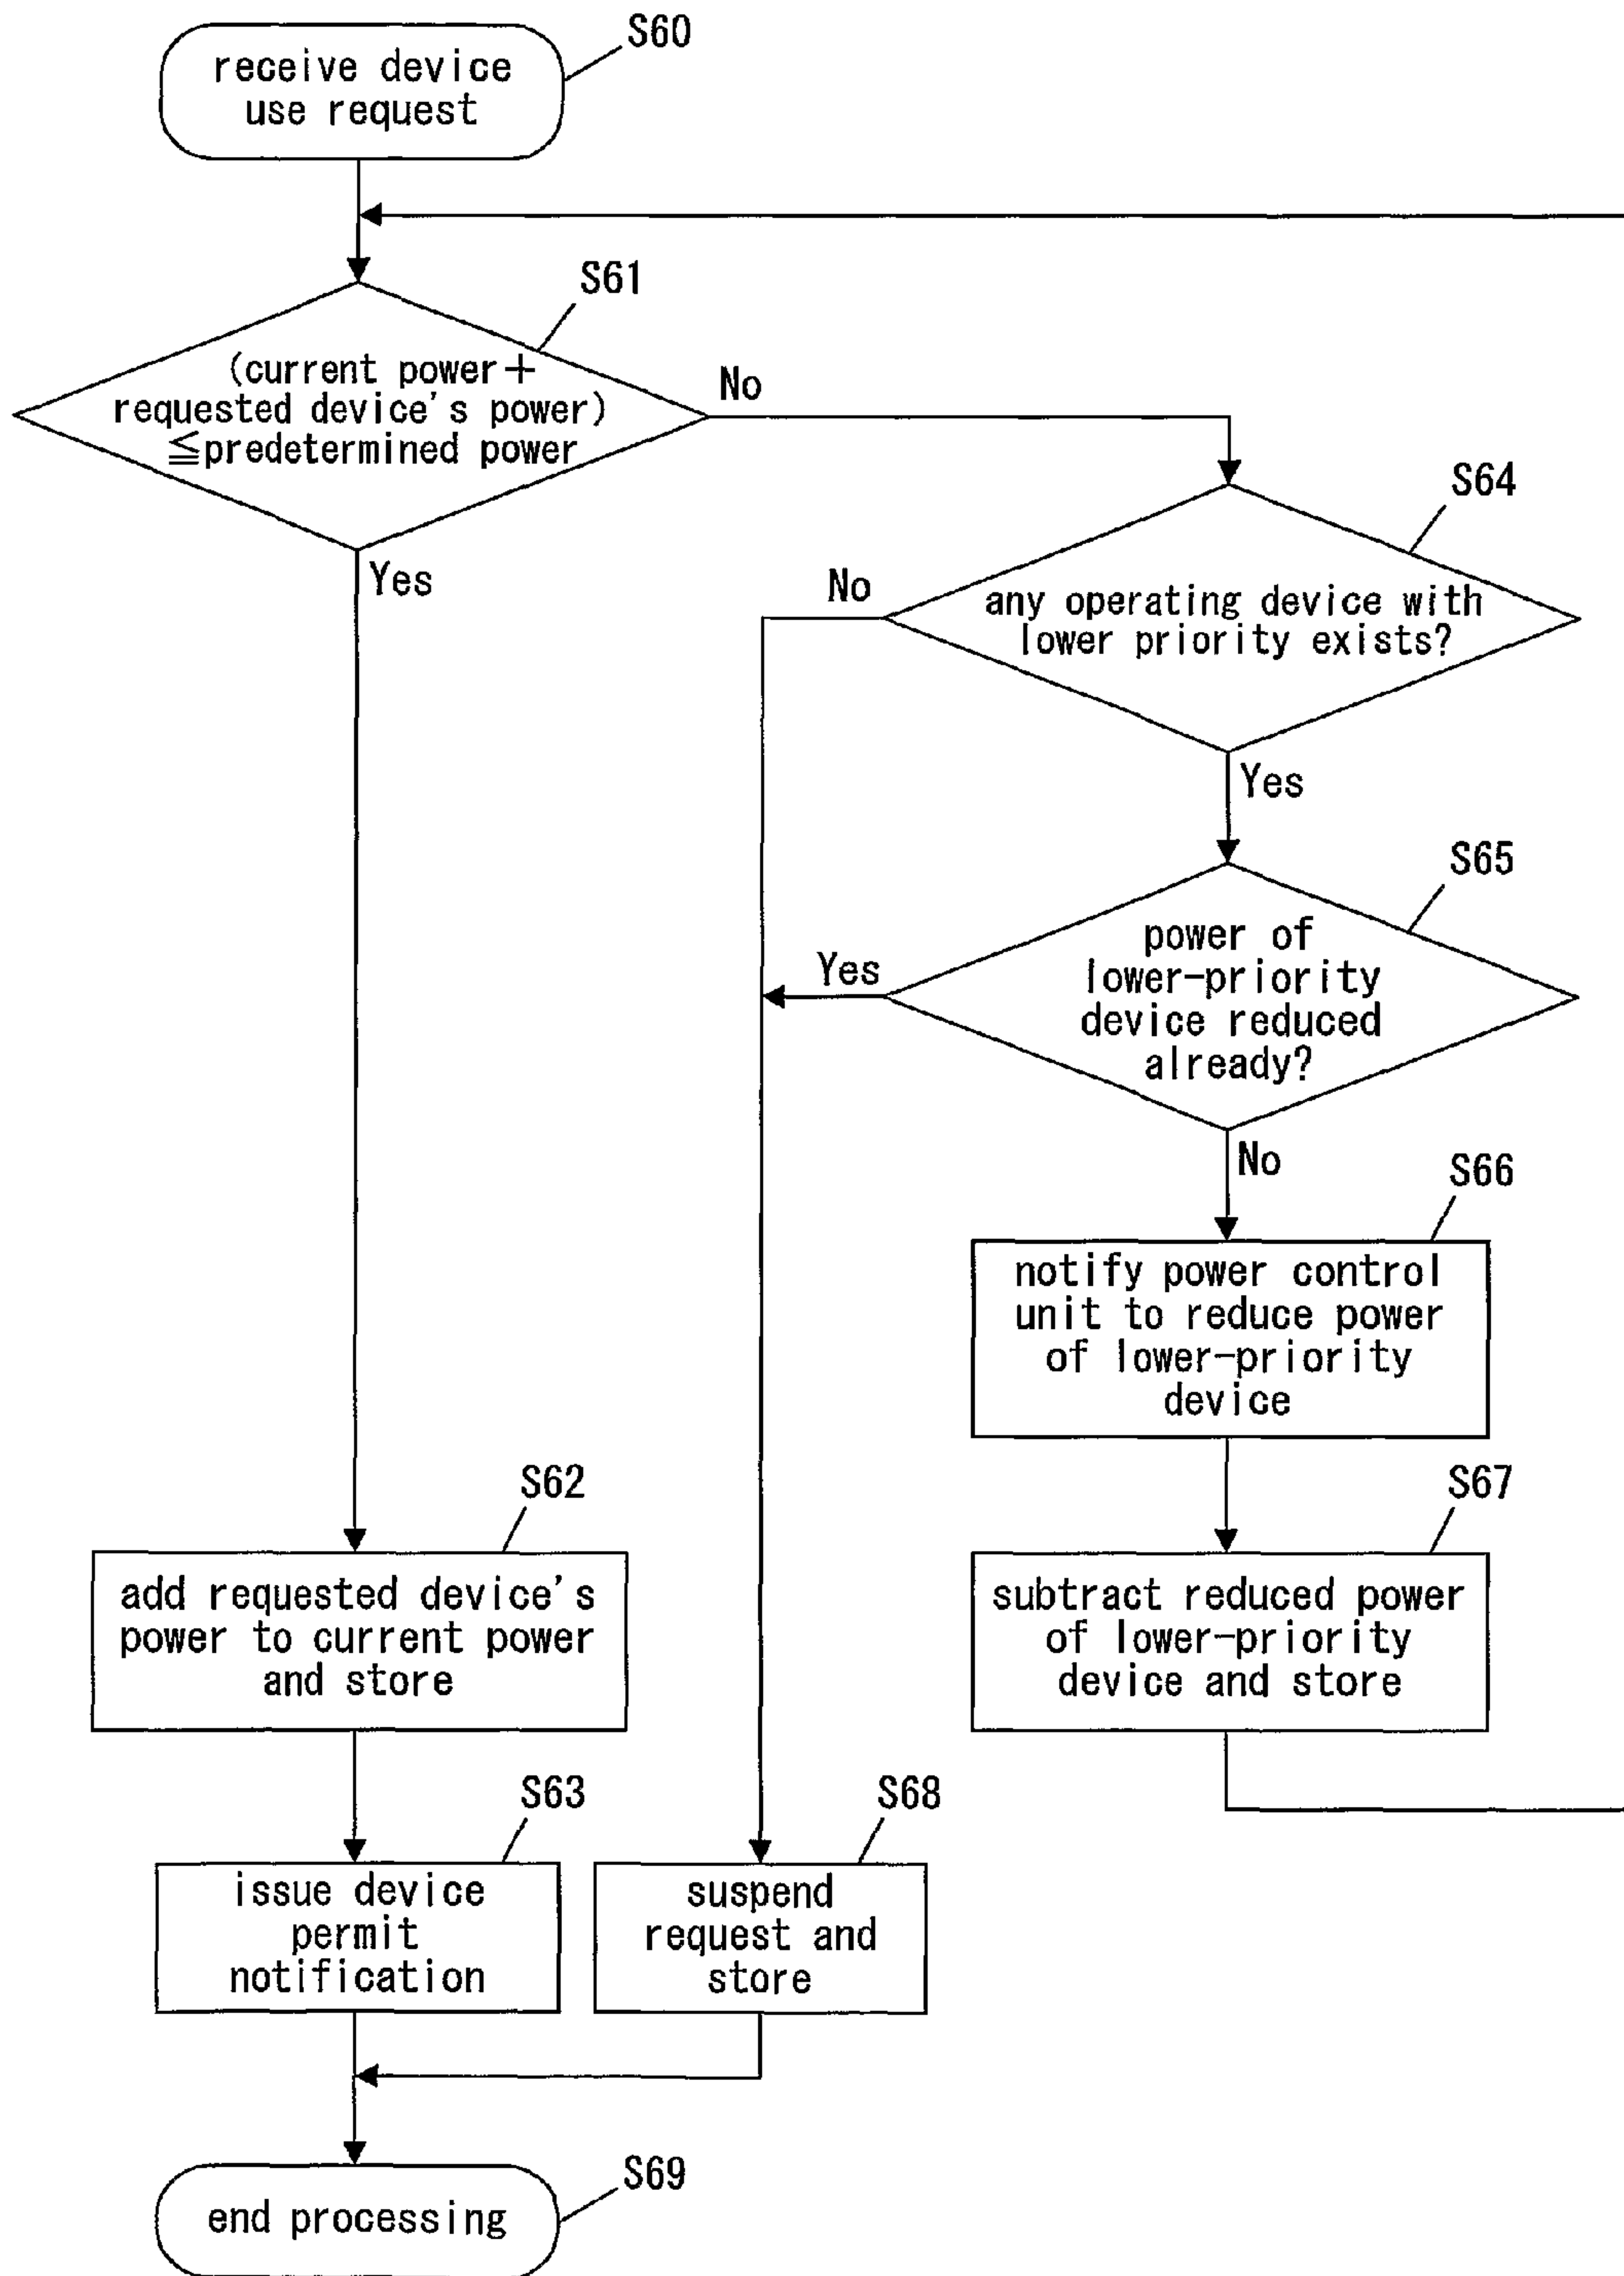 S60
receive device
use request
S61
(current power+
requested device's power)
≦predetermined power
No
Yes
S64
any operating device with
lower priority exists?
No
Yes
S65
power of
lower-priority
device reduced
already?
Yes
No
S66
notify power control
unit to reduce power
of lower-priority
device
S62
add requested device's
power to current power
and store
S67
subtract reduced power
of lower-priority
device and store
S63
issue device
permit
notification
S68
suspend
request and
store
S69
end processing